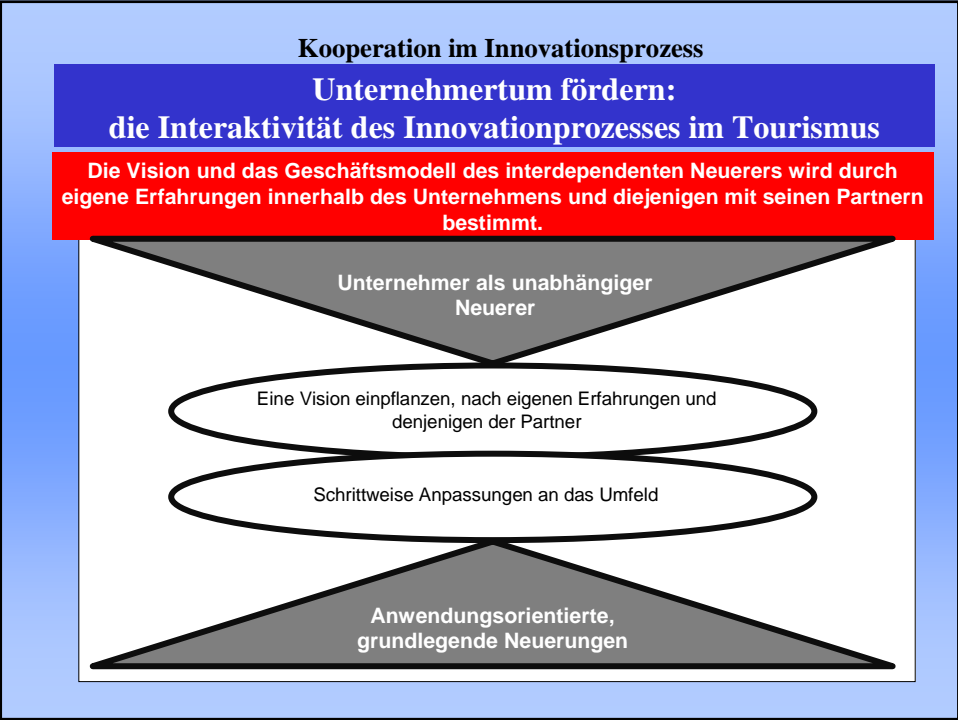 Kooperation im Innovationsprozess
Unternehmertum fördern:
die Interaktivität des Innovationprozesses im Tourismus
Die Vision und das Geschäftsmodell des interdependenten Neuerers wird durch
eigene Erfahrungen innerhalb des Unternehmens und diejenigen mit seinen Partnern
bestimmt.
Unternehmer als unabhängiger
Neuerer
Eine Vision einpflanzen, nach eigenen Erfahrungen und
denjenigen der Partner
Schrittweise Anpassungen an das Umfeld
Anwendungsorientierte,
grundlegende Neuerungen